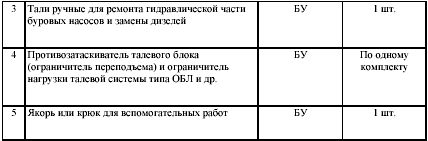 3 Тали ручные для ремонта гидравлической части БУ 1 шт.
буровых насосов и замены дизелей
4 Противозатаскиватель талевого блока БУ По одному
(ограничитель переподъема) и ограничитель комплекту
нагрузки талевой системы типа ОБЛ и др.
5 Якорь или крюк для вспомогательных работ БУ 1 шт.